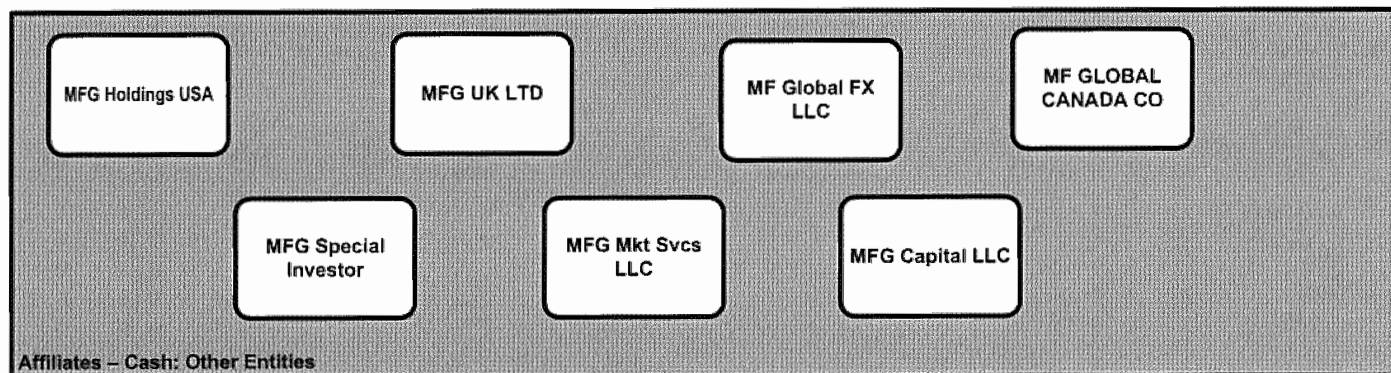 MFG Holdings USA
MFG UK LTD
MF Global FX
LLC
MF GLOBAL
CANADA CO
MFG Special
Investor
MFG Mkt Svcs
LLC
MFG Capital LLC
Affiliates – Cash: Other Entities